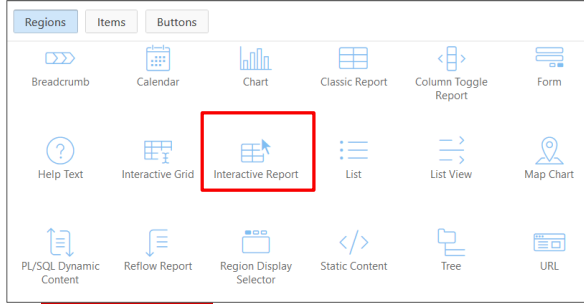 Regions Items Buttons
Breadcrumb Calendar Chart Classic Report Column Toggle Report Form
Help Text Interactive Grid Interactive Report List List View Map Chart
PL/SQL Dynamic Content Reflow Report Region Display Selector Static Content Tree URL